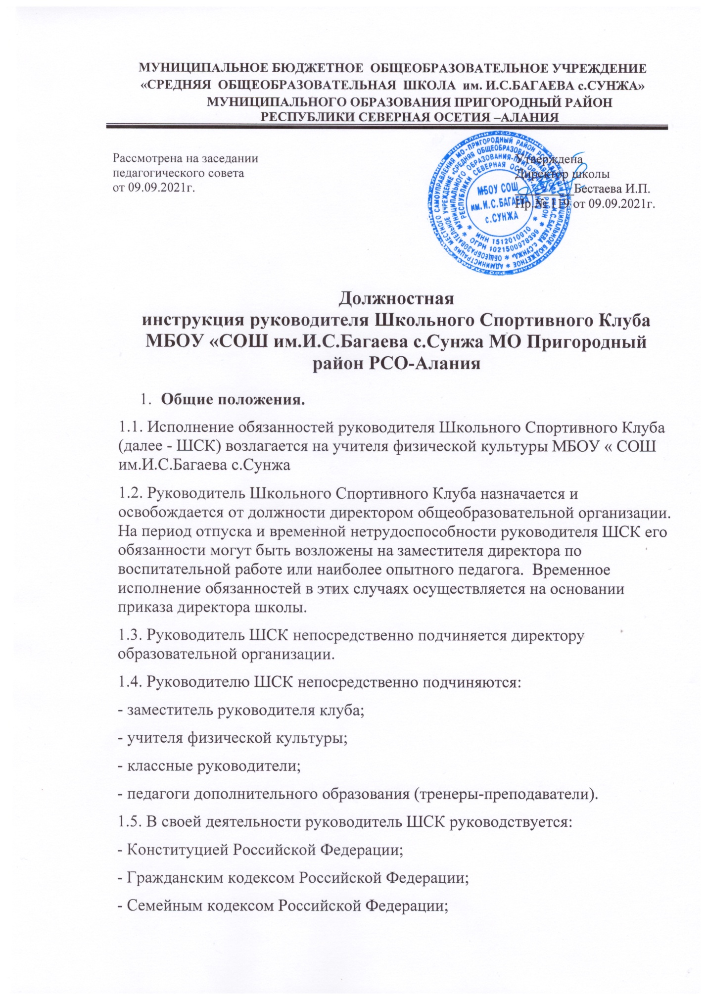 МУНИЦИПАЛЬНОЕ БЮДЖЕТНОЕ ОБЩЕОБРАЗОВАТЕЛЬНОЕ УЧРЕЖДЕНИЕ
«СРЕДНЯЯ ОБЩЕОБРАЗОВАТЕЛЬНАЯ ШКОЛА им. И.С.БАГАЕВА с.СУНЖА»
МУНИЦИПАЛЬНОГО ОБРАЗОВАНИЯ ПРИГОРОДНЫЙ РАЙОН
РЕСПУБЛИКИ СЕВЕРНАЯ ОСЕТИЯ –АЛАНИЯ
Рассмотрена на заседании
педагогического совета
от 09.09.2021г.
Утверждена
Директор школы
Бестаева И.П.
Пр.№ 119 от 09.09.2021г.
МБОУ СОШ
им.И.С.БАГАЕВА
с.СУНЖА
ИНН 1512010910
ОГРН 1021500978399
Должностная
инструкция руководителя Школьного Спортивного Клуба
МБОУ «СОШ им.И.С.Багаева с.Сунжа МО Пригородный
район РСО-Алания
1. Общие положения.
1.1. Исполнение обязанностей руководителя Школьного Спортивного Клуба
(далее - ШСК) возлагается на учителя физической культуры МБОУ « СОШ
им.И.С.Багаева с.Сунжа
1.2. Руководитель Школьного Спортивного Клуба назначается и
освобождается от должности директором общеобразовательной организации.
На период отпуска и временной нетрудоспособности руководителя ШСК его
обязанности могут быть возложены на заместителя директора по
воспитательной работе или наиболее опытного педагога. Временное
исполнение обязанностей в этих случаях осуществляется на основании
приказа директора школы.
1.3. Руководитель ШСК непосредственно подчиняется директору
образовательной организации.
1.4. Руководителю ШСК непосредственно подчиняются:
- заместитель руководителя клуба;
- учителя физической культуры;
- классные руководители;
- педагоги дополнительного образования (тренеры-преподаватели).
1.5. В своей деятельности руководитель ШСК руководствуется:
- Конституцией Российской Федерации;
- Гражданским кодексом Российской Федерации;
- Семейным кодексом Российской Федерации;